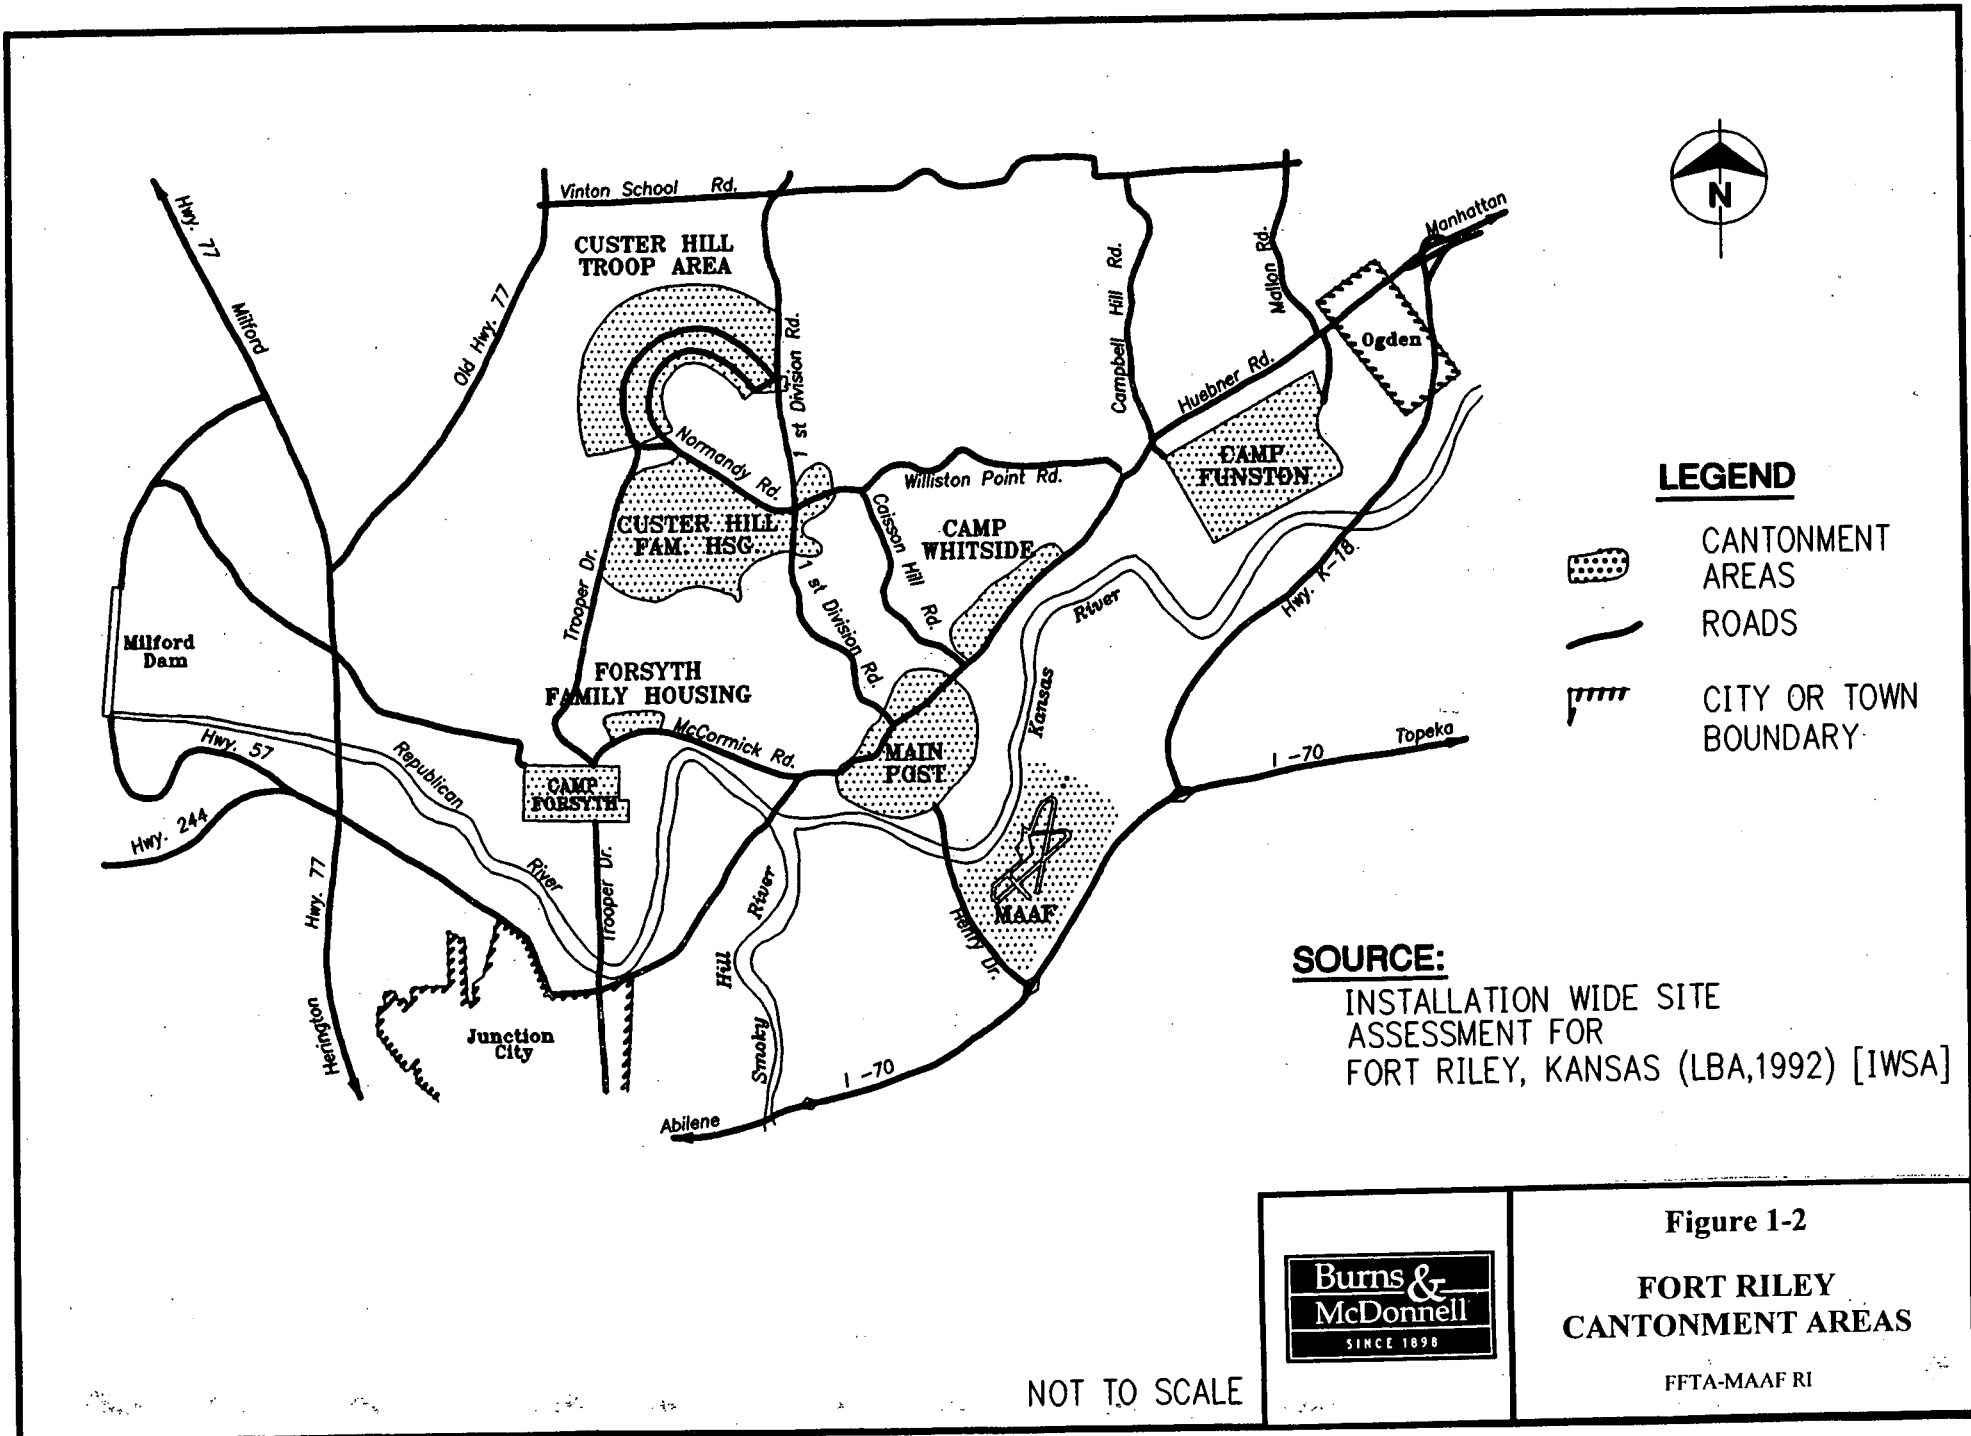 Vinton School Rd.
Hwy. 77
Milford
Old Hwy. 77
CUSTER HILL
TROOP AREA
1 st Division Rd.
Campbell Hill Rd.
Mallon Rd.
Manhattan
N
Ogden
Huebner Rd.
Normandy Rd.
Williston Point Rd.
CAMP
FUNSTON
CUSTER HILL
FAM. HSG
Caisson Hill Rd.
CAMP
WHITSIDE
Trooper Dr.
1 st Division Rd.
Hwy. K-18.
River
Kansas
Milford
Dam
FORSYTH
FAMILY HOUSING
McCormick Rd.
MAIN
POST
Hwy. 57
Republican
River
CAMP
FORSYTH
Hwy. 244
I -70
Topeka
Trooper Dr.
River
Hill
Smoky
Henry Dr.
MAAF
Hwy. 77
Herington
Junction
City
I -70
Abilene
LEGEND
CANTONMENT
AREAS
ROADS
CITY OR TOWN
BOUNDARY
SOURCE:
INSTALLATION WIDE SITE
ASSESSMENT FOR
FORT RILEY, KANSAS (LBA,1992) [IWSA]
NOT TO SCALE
Burns &
McDonnell
SINCE 1898
Figure 1-2
FORT RILEY
CANTONMENT AREAS
FFTA-MAAF RI